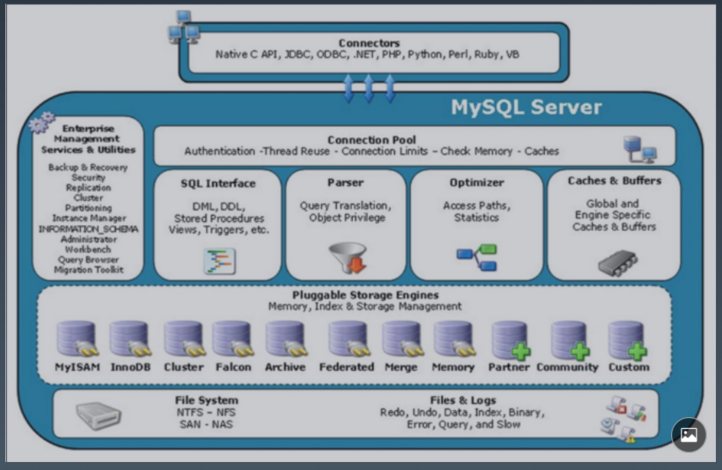 Connectors
Native C API, JDBC, ODBC, .NET, PHP, Python, Perl, Ruby, VB
MySQL Server
Enterprise
Management
Services & Utilities
Backup & Recovery
Security
Replication
Cluster
Partitioning
Instance Manager
INFORMATION_SCHEMA
Administrator
Workbench
Query Browser
Migration Toolkit
Connection Pool
Authentication -Thread Reuse - Connection Limits – Check Memory - Caches
SQL Interface
DML, DDL,
Stored Procedures
Views, Triggers, etc.
Parser
Query Translation,
Object Privilege
Optimizer
Access Paths,
Statistics
Caches & Buffers
Global and
Engine Specific
Caches & Buffers
Pluggable Storage Engines
Memory, Index & Storage Management
MyISAM InnoDB Cluster Falcon Archive Federated Merge Memory Partner Community Custom
File System
NTFS – NFS
SAN - NAS
Files & Logs
Redo, Undo, Data, Index, Binary,
Error, Query, and Slow